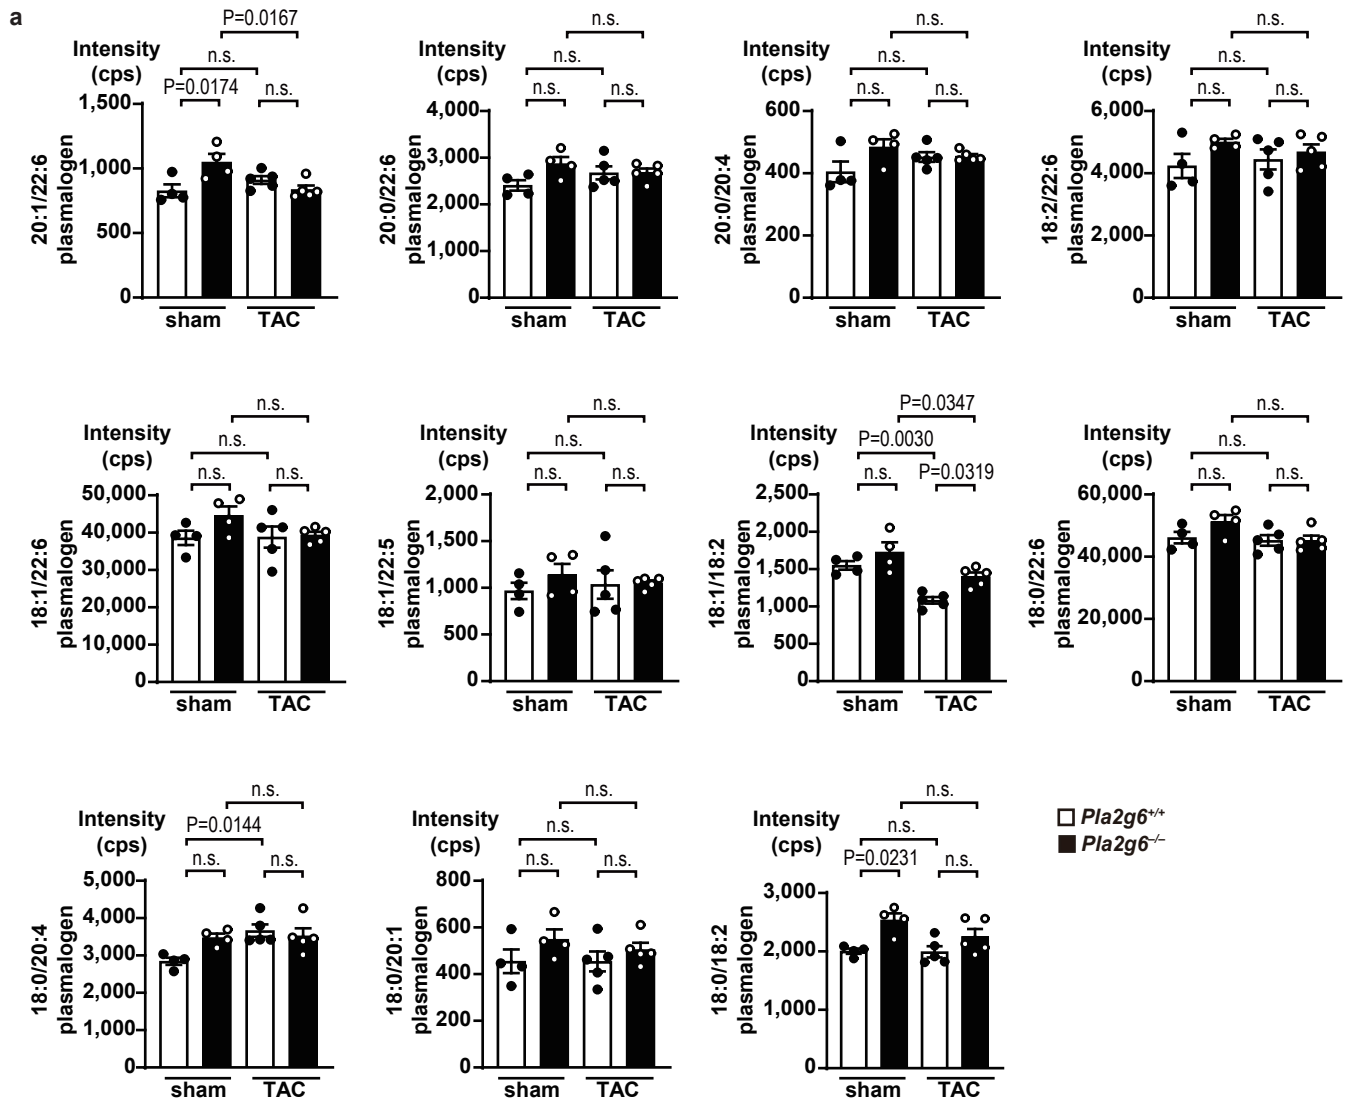 a
P=0.0167
n.s.
P=0.0174
n.s.
Intensity
(cps)
20:1/22:6
plasmalogen
1,500
1,000
500
0
sham
TAC
n.s.
n.s.
n.s.
n.s.
Intensity
(cps)
20:0/22:6
plasmalogen
4,000
3,000
2,000
1,000
0
sham
TAC
n.s.
n.s.
n.s.
n.s.
Intensity
(cps)
20:0/20:4
plasmalogen
600
400
200
0
sham
TAC
n.s.
n.s.
n.s.
n.s.
Intensity
(cps)
18:2/22:6
plasmalogen
6,000
4,000
2,000
0
sham
TAC
n.s.
n.s.
n.s.
n.s.
Intensity
(cps)
18:1/22:6
plasmalogen
50,000
40,000
30,000
20,000
10,000
0
sham
TAC
n.s.
n.s.
n.s.
n.s.
Intensity
(cps)
18:1/22:5
plasmalogen
2,000
1,500
1,000
500
0
sham
TAC
P=0.0347
P=0.0030
n.s.
P=0.0319
Intensity
(cps)
18:1/18:2
plasmalogen
2,500
2,000
1,500
1,000
500
0
sham
TAC
n.s.
n.s.
n.s.
n.s.
Intensity
(cps)
18:0/22:6
plasmalogen
60,000
40,000
20,000
0
sham
TAC
n.s.
P=0.0144
n.s.
n.s.
Intensity
(cps)
18:0/20:4
plasmalogen
5,000
4,000
3,000
2,000
1,000
0
sham
TAC
n.s.
n.s.
n.s.
n.s.
Intensity
(cps)
18:0/20:1
plasmalogen
800
600
400
200
0
sham
TAC
n.s.
n.s.
P=0.0231
n.s.
Intensity
(cps)
18:0/18:2
plasmalogen
3,000
2,000
1,000
0
sham
TAC
Pla2g6+/+
Pla2g6–/–